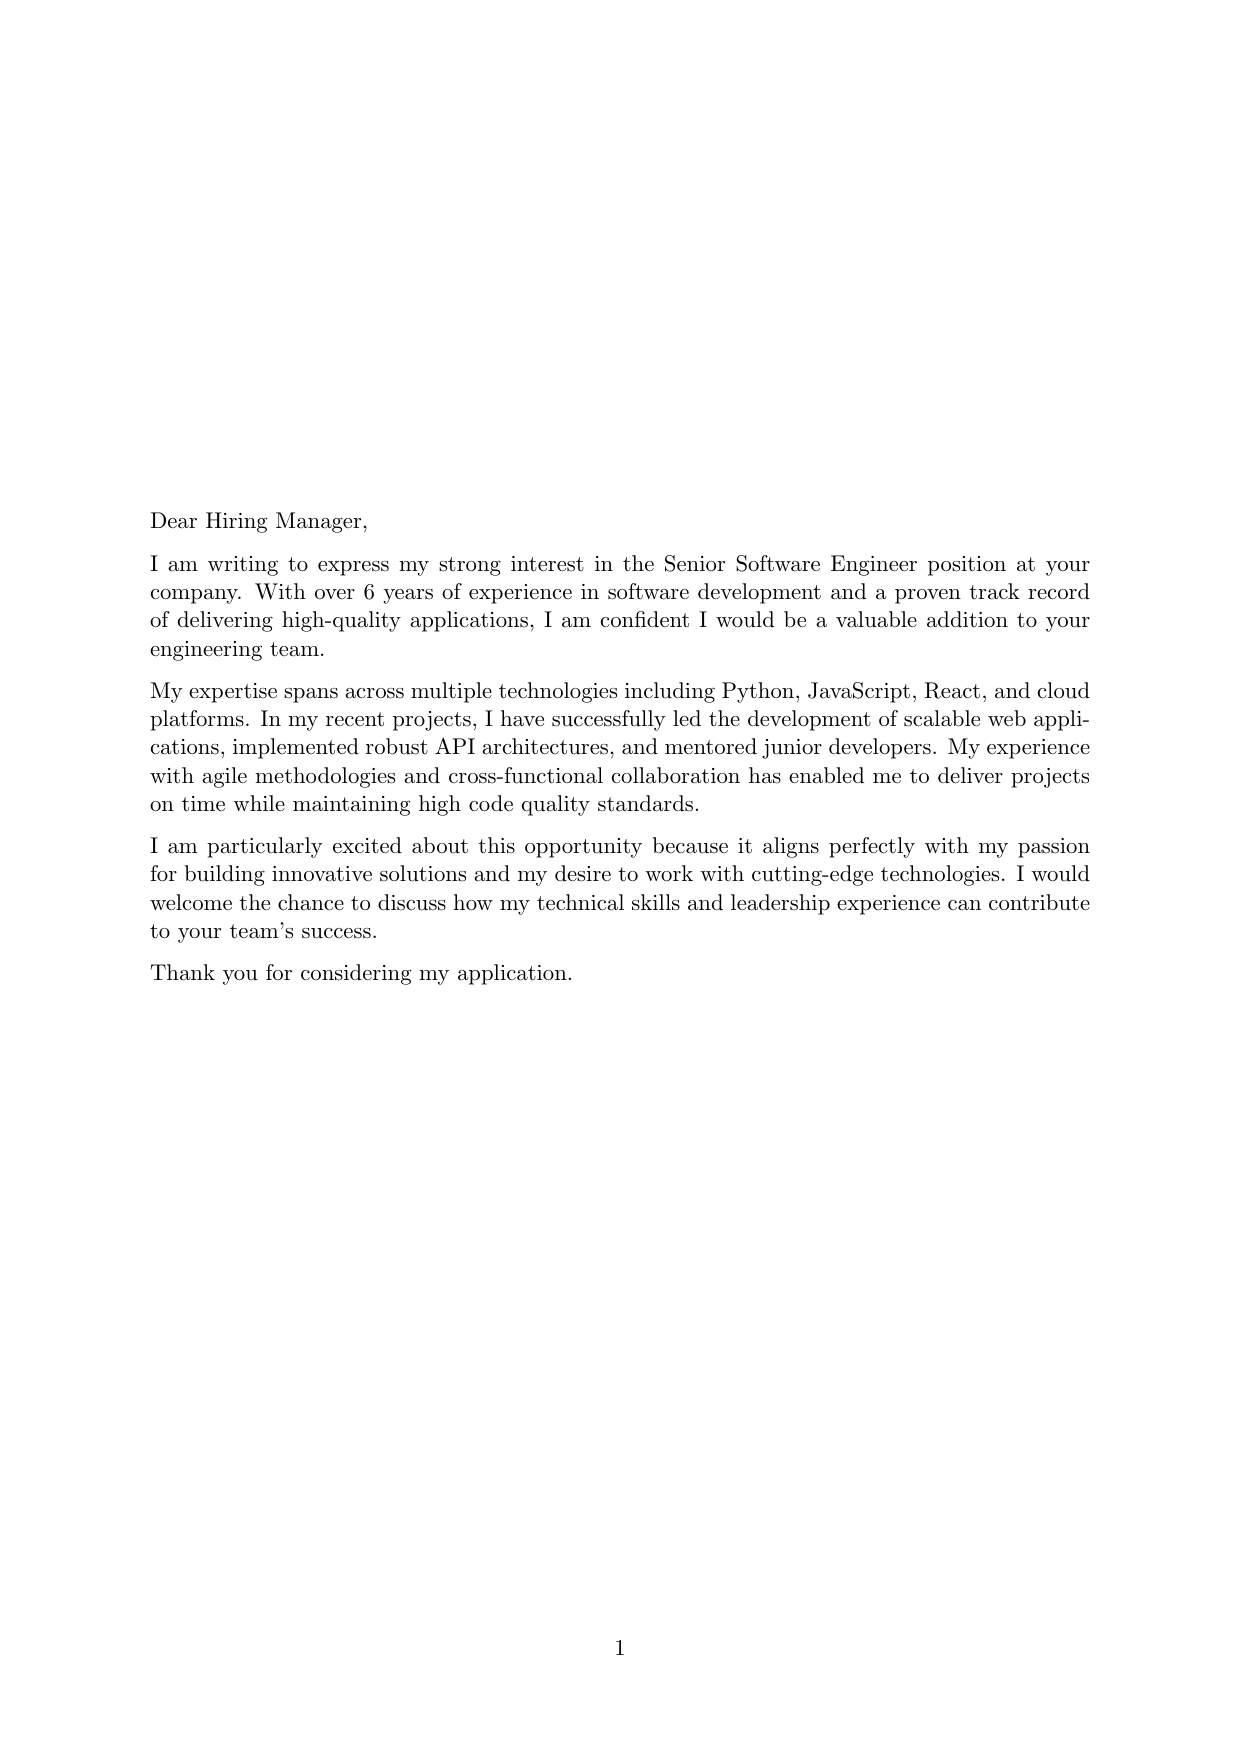 Dear Hiring Manager,
I am writing to express my strong interest in the Senior Software Engineer position at your
company. With over 6 years of experience in software development and a proven track record
of delivering high-quality applications, I am confident I would be a valuable addition to your
engineering team.
My expertise spans across multiple technologies including Python, JavaScript, React, and cloud
platforms. In my recent projects, I have successfully led the development of scalable web appli-
cations, implemented robust API architectures, and mentored junior developers. My experience
with agile methodologies and cross-functional collaboration has enabled me to deliver projects
on time while maintaining high code quality standards.
I am particularly excited about this opportunity because it aligns perfectly with my passion
for building innovative solutions and my desire to work with cutting-edge technologies. I would
welcome the chance to discuss how my technical skills and leadership experience can contribute
to your team's success.
Thank you for considering my application.
1